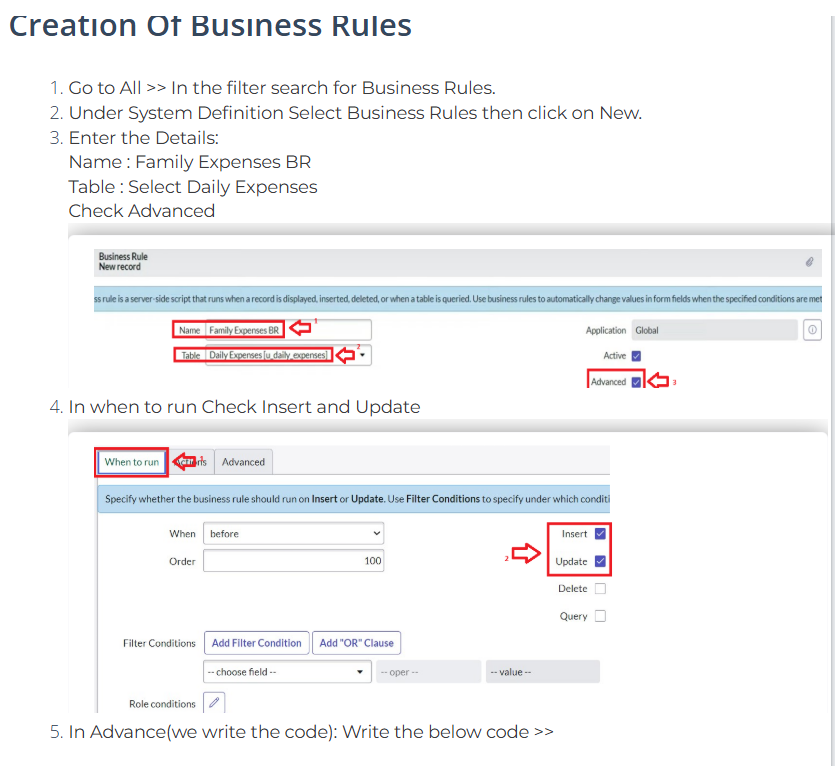 Creation Of Business Rules
1. Go to All >> In the filter search for Business Rules.
2. Under System Definition Select Business Rules then click on New.
3. Enter the Details:
Name : Family Expenses BR
Table : Select Daily Expenses
Check Advanced
Business Rule
New record
ss rule is a server-side script that runs when a record is displayed, inserted, deleted, or when a table is queried. Use business rules to automatically change values in form fields when the specified conditions are met
Name Family Expenses BR 1 Application Global
Table Daily Expenses [u_daily_expenses] 2 Active
Advanced 3
4. In when to run Check Insert and Update
When to run 1 Actions Advanced
Specify whether the business rule should run on Insert or Update. Use Filter Conditions to specify under which conditi
When before Insert
Order 100 2 Update
Delete
Query
Filter Conditions Add Filter Condition Add "OR" Clause
-- choose field -- -- oper -- -- value --
Role conditions
5. In Advance(we write the code): Write the below code >>